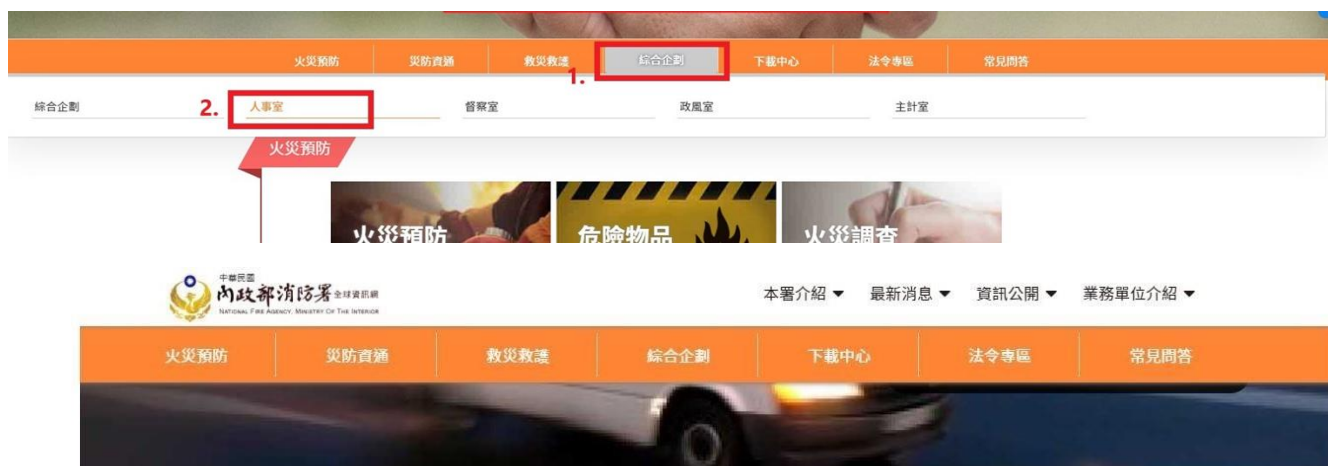 火災預防 災防資通 救災救護 綜合企劃 下載中心 法令專區 常見問答
1.
綜合企劃 2. 人事室 督察室 政風室 主計室
火災預防
火災預防 危險物品 火災調查
中華民國
內政部消防署全球資訊網
NATIONAL FIRE AGENCY, MINISTRY OF THE INTERIOR
本署介紹 ▼ 最新消息 ▼ 資訊公開 ▼ 業務單位介紹 ▼
火災預防 災防資通 救災救護 綜合企劃 下載中心 法令專區 常見問答